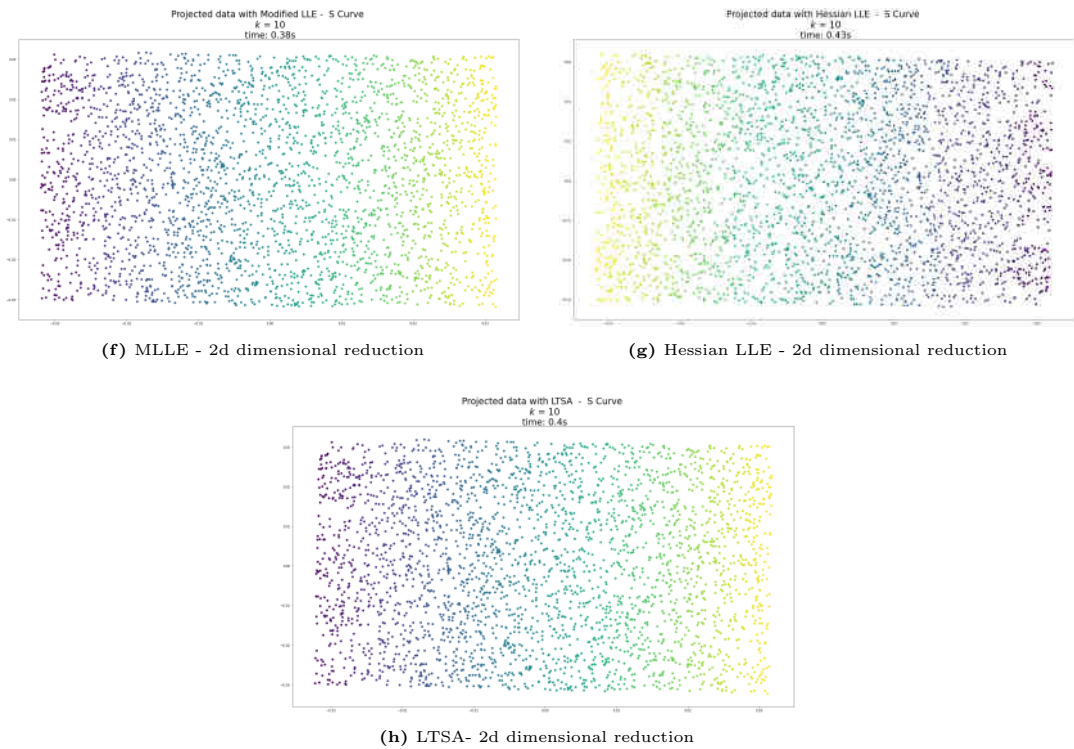 Projected data with Modified LLE - S Curve
k = 10
time: 0.38s
(f) MLLE - 2d dimensional reduction
Projected data with Hessian LLE - S Curve
k = 10
time: 0.43s
(g) Hessian LLE - 2d dimensional reduction
Projected data with LTSA - S Curve
k = 10
time: 0.4s
(h) LTSA- 2d dimensional reduction